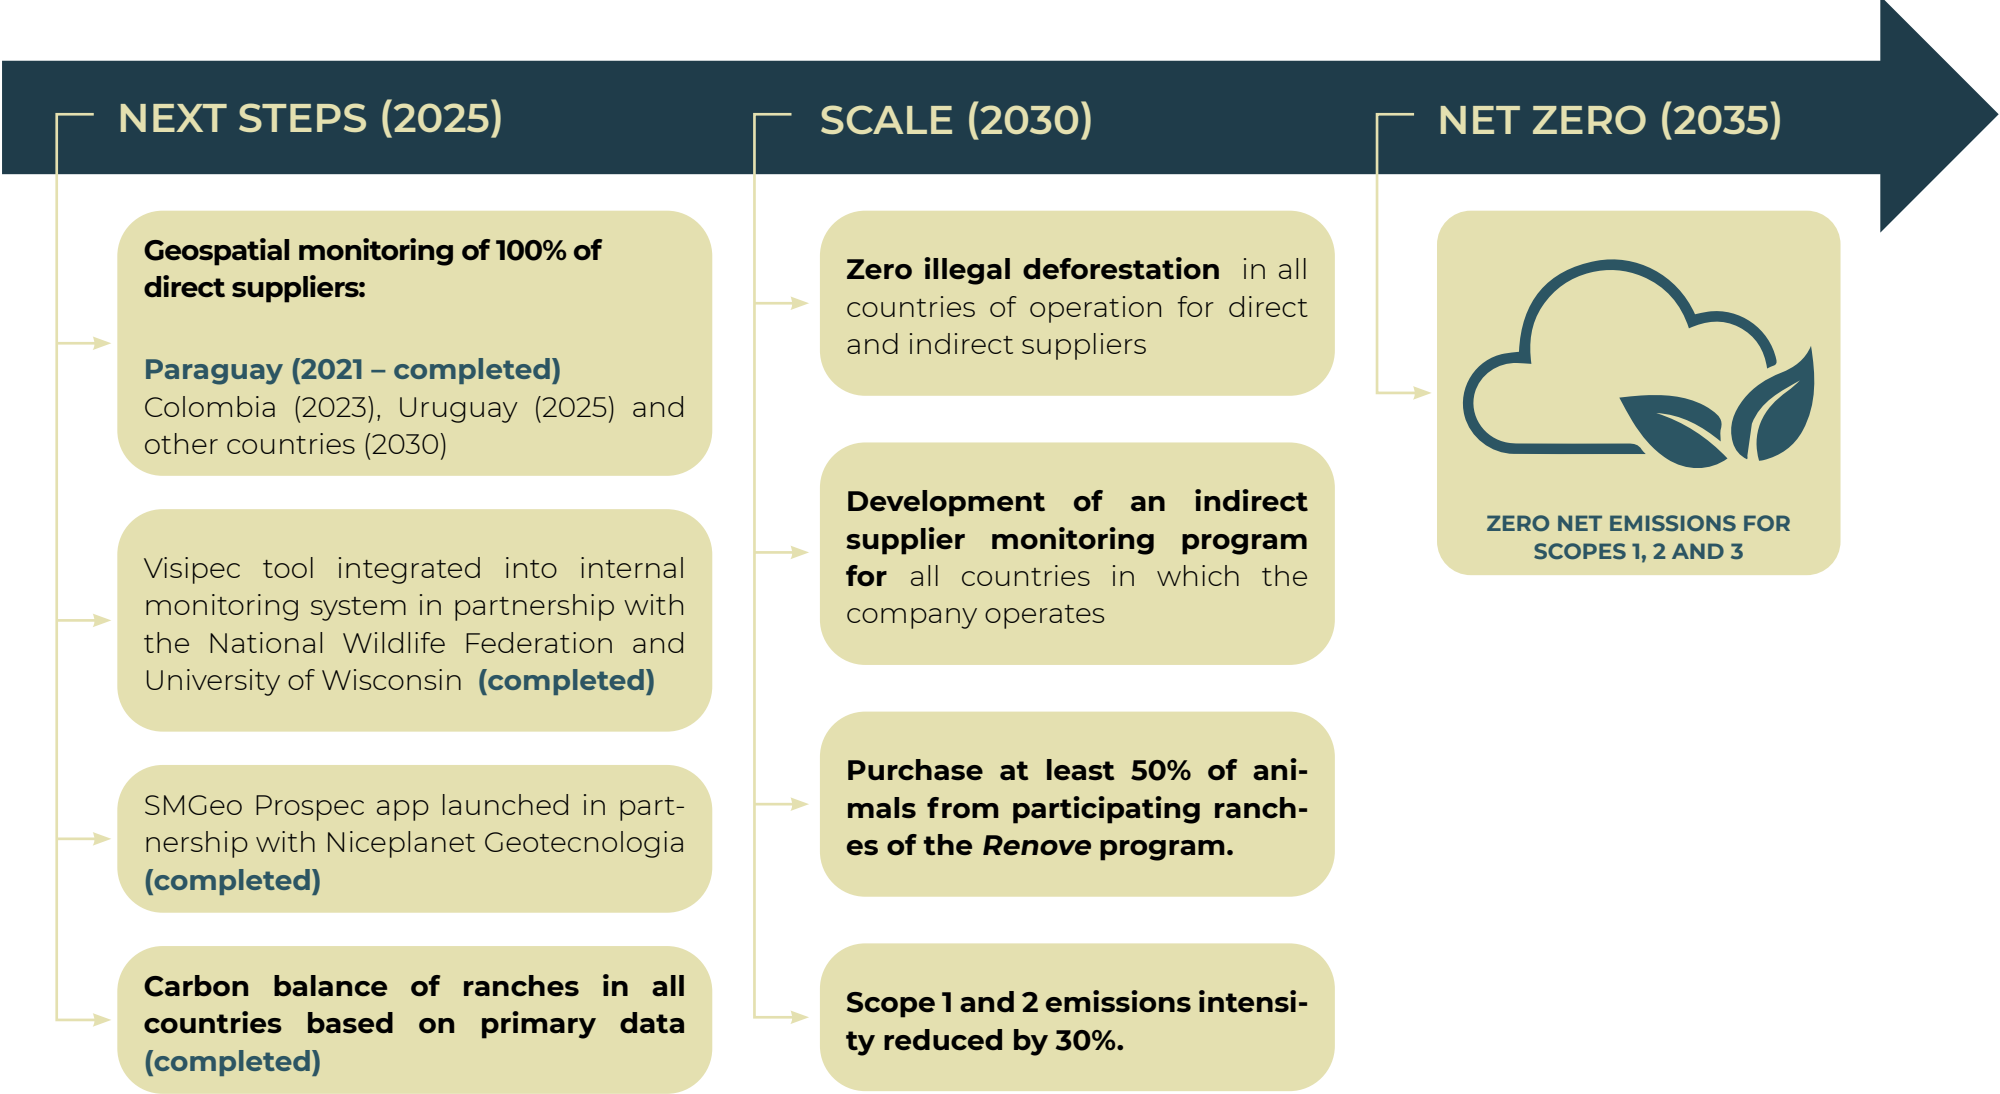 NEXT STEPS (2025)
Geospatial monitoring of 100% of
direct suppliers:
Paraguay (2021 – completed)
Colombia (2023), Uruguay (2025) and
other countries (2030)
Visipec tool integrated into internal
monitoring system in partnership with
the National Wildlife Federation and
University of Wisconsin (completed)
SMGeo Prospec app launched in part-
nership with Niceplanet Geotecnologia
(completed)
Carbon balance of ranches in all
countries based on primary data
(completed)
SCALE (2030)
Zero illegal deforestation in all
countries of operation for direct
and indirect suppliers
Development of an indirect
supplier monitoring program
for all countries in which the
company operates
Purchase at least 50% of ani-
mals from participating ranch-
es of the Renove program.
Scope 1 and 2 emissions intensi-
ty reduced by 30%.
NET ZERO (2035)
ZERO NET EMISSIONS FOR
SCOPES 1, 2 AND 3